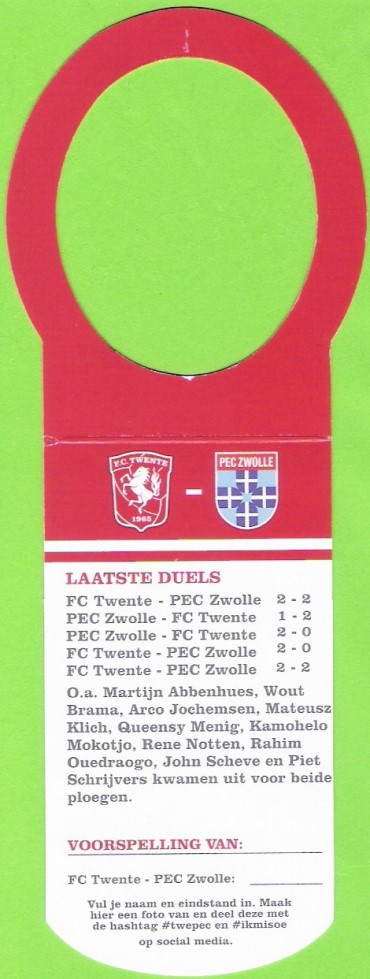 F.C. TWENTE
1965
-
PEC ZWOLLE
LAATSTE DUELS
FC Twente - PEC Zwolle 2 - 2
PEC Zwolle - FC Twente 1 - 2
PEC Zwolle - FC Twente 2 - 0
FC Twente - PEC Zwolle 2 - 0
FC Twente - PEC Zwolle 2 - 2
O.a. Martijn Abbenhues, Wout
Brama, Arco Jochemsen, Mateusz
Klich, Queensy Menig, Kamohelo
Mokotjo, Rene Notten, Rahim
Ouedraogo, John Scheve en Piet
Schrijvers kwamen uit voor beide
ploegen.
VOORSPELLING VAN:
FC Twente - PEC Zwolle:
Vul je naam en eindstand in. Maak
hier een foto van en deel deze met
de hashtag #twepec en #ikmisoe
op social media.